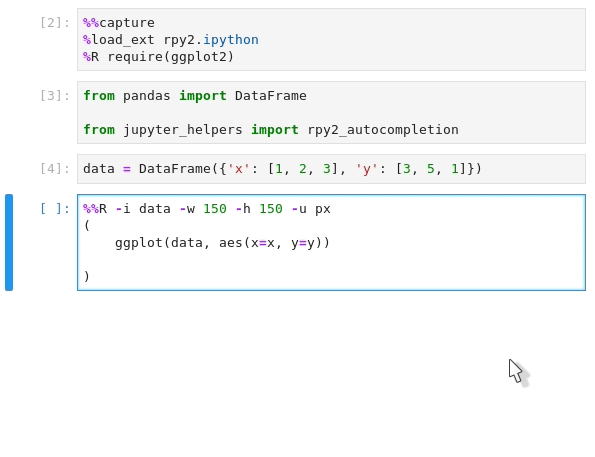 [2]: %%capture
%load_ext rpy2.ipython
%R require(ggplot2)
[3]: from pandas import DataFrame
from jupyter_helpers import rpy2_autocompletion
[4]: data = DataFrame({'x': [1, 2, 3], 'y': [3, 5, 1]})
[ ]: %%R -i data -w 150 -h 150 -u px
(
    ggplot(data, aes(x=x, y=y))
)